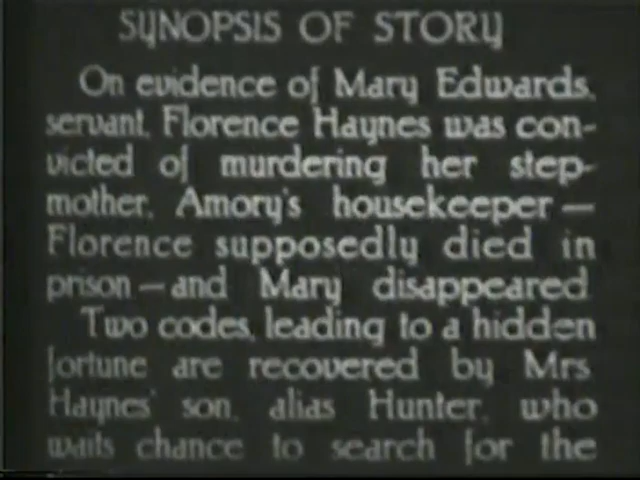 SYNOPSIS OF STORY
On evidence of Mary Edwards,
servant, Florence Haynes was con-
victed of murdering her step-
mother, Amory's housekeeper —
Florence supposedly died in
prison — and Mary disappeared
Two codes, leading to a hidden
fortune are recovered by Mrs
Haynes' son, alias Hunter, who
waits chance to search for the